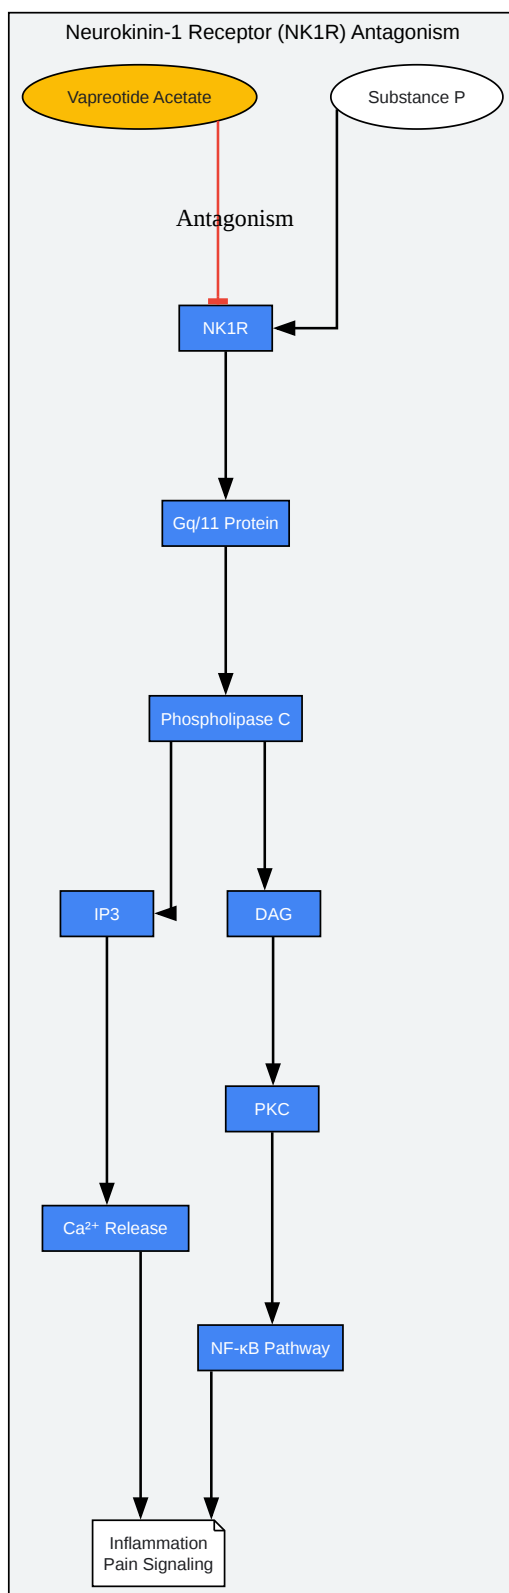 Neurokinin-1 Receptor (NK1R) Antagonism
Vapreotide Acetate
Substance P
Antagonism
NK1R
Gq/11 Protein
Phospholipase C
IP3
DAG
PKC
Ca²⁺ Release
NF-κB Pathway
Inflammation
Pain Signaling